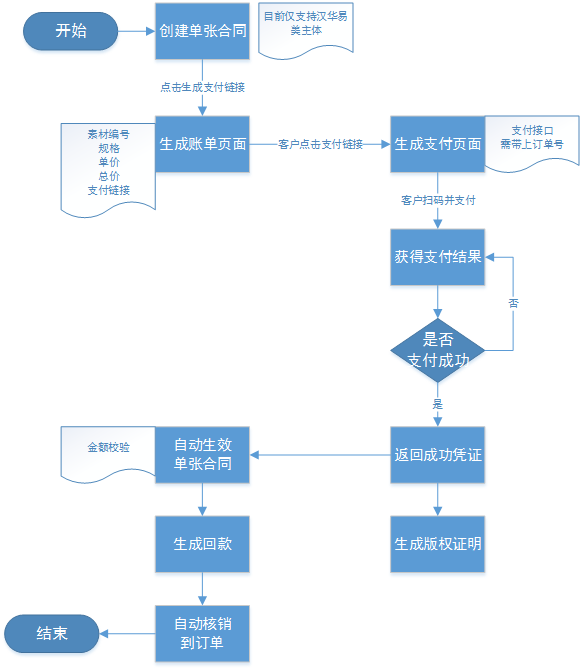 开始
创建单张合同
目前仅支持汉华易
美主体
点击生成支付链接
素材编号
规格
单价
总价
支付链接
生成账单页面
客户点击支付链接
生成支付页面
支付接口
需带上订单号
客户扫码并支付
获得支付结果
否
是否
支付成功
是
金额校验
自动生效
单张合同
返回成功凭证
生成回款
生成版权证明
自动核销
到订单
结束